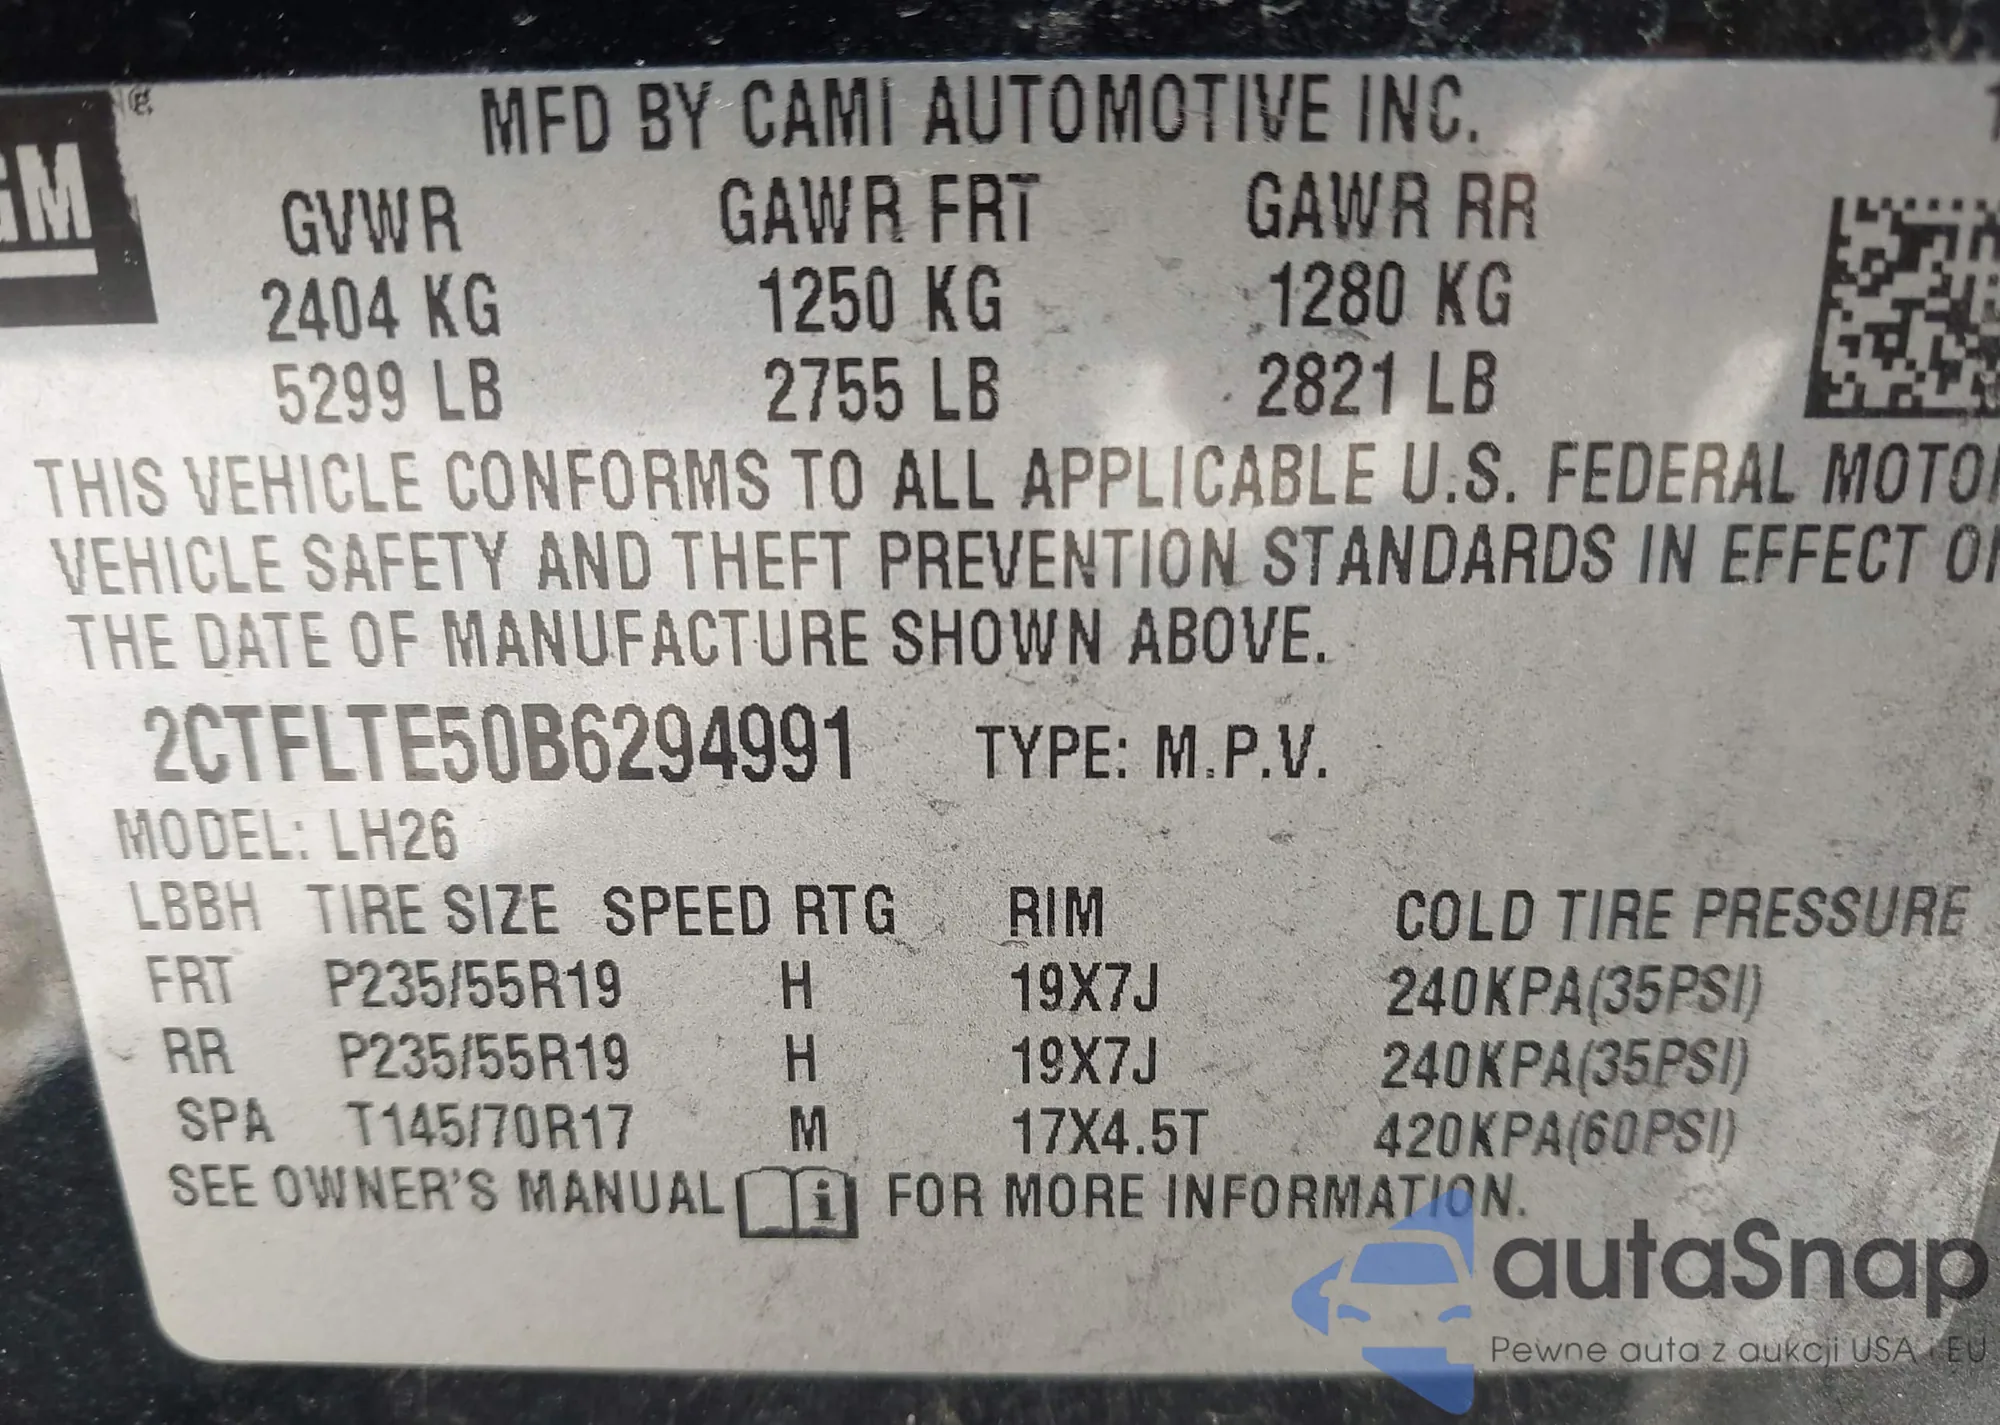 GM
MFD BY CAMI AUTOMOTIVE INC.
GVWR GAWR FRT GAWR RR
2404 KG 1250 KG 1280 KG
5299 LB 2755 LB 2821 LB
THIS VEHICLE CONFORMS TO ALL APPLICABLE U.S. FEDERAL MOTOR
VEHICLE SAFETY AND THEFT PREVENTION STANDARDS IN EFFECT ON
THE DATE OF MANUFACTURE SHOWN ABOVE.
2CTFLTE50B6294991 TYPE: M.P.V.
MODEL: LH26
LBBH TIRE SIZE SPEED RTG RIM COLD TIRE PRESSURE
FRT P235/55R19 H 19X7J 240KPA(35PSI)
RR P235/55R19 H 19X7J 240KPA(35PSI)
SPA T145/70R17 M 17X4.5T 420KPA(60PSI)
SEE OWNER'S MANUAL i FOR MORE INFORMATION.
autaSnap
Pewne auta z aukcji USA i EU